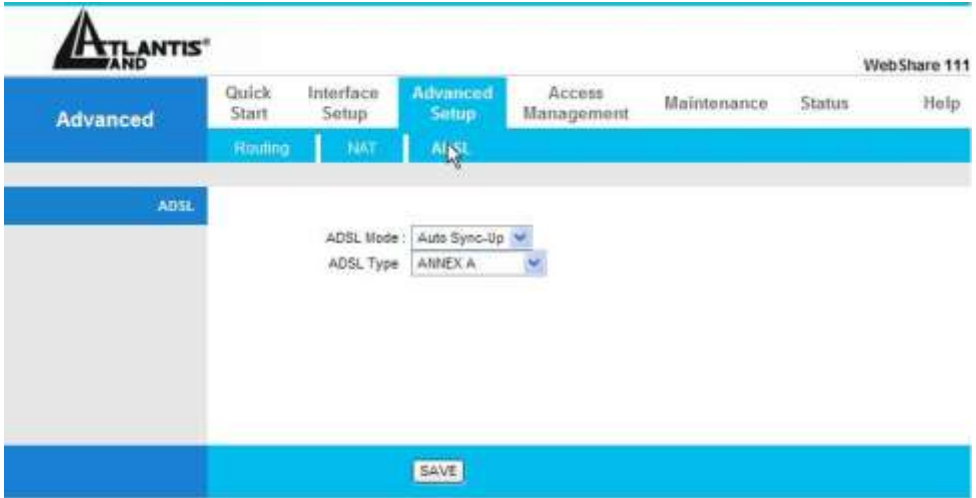 ATLANTIS®
LAND
WebShare 111
Advanced
Quick Start
Interface Setup
Advanced Setup
Access Management
Maintenance
Status
Help
Routing
NAT
ADSL
ADSL
ADSL Mode : Auto Sync-Up
ADSL Type ANNEX A
SAVE